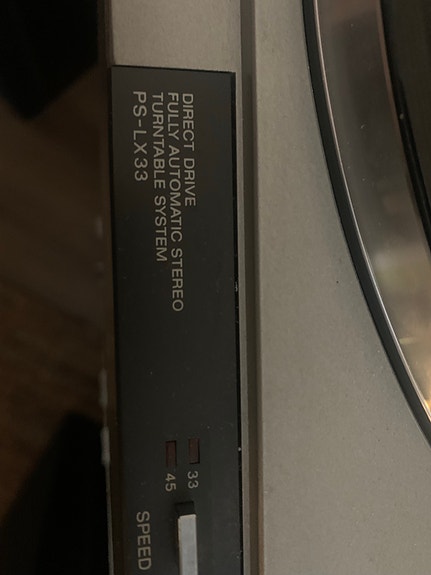 DIRECT DRIVE
FULLY AUTOMATIC STEREO
TURNTABLE SYSTEM
PS-LX33
33
45
SPEED